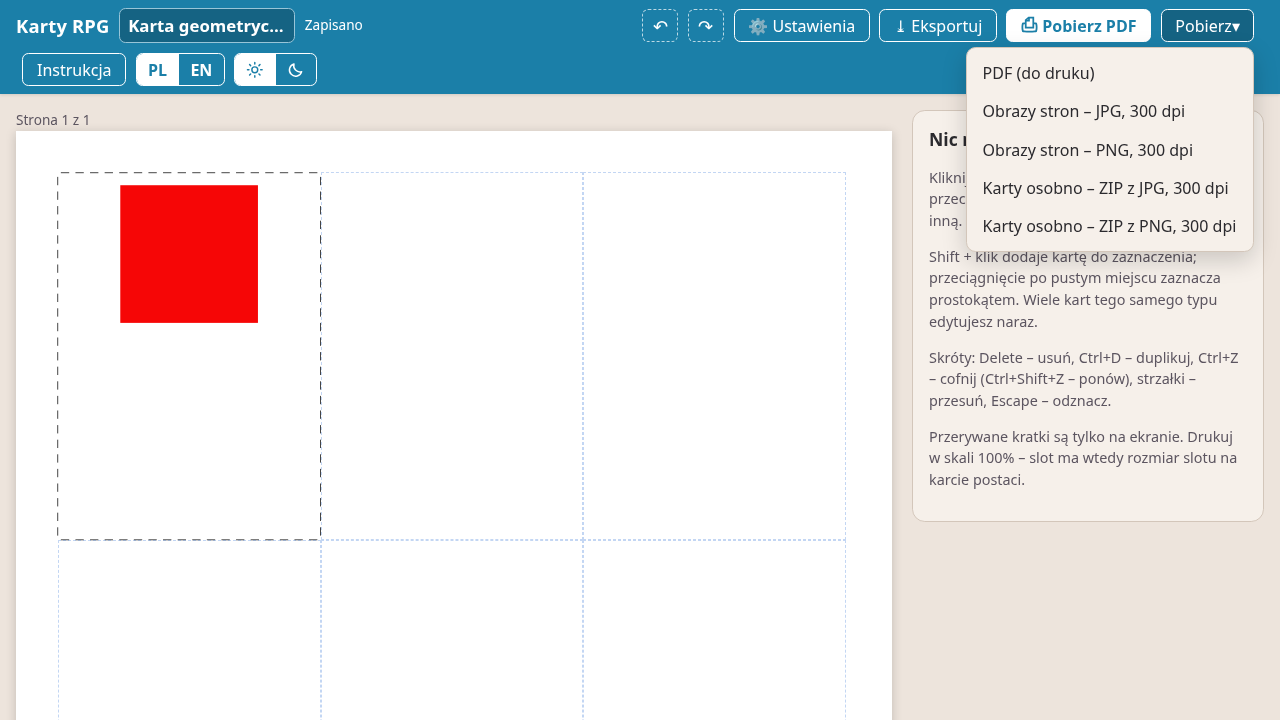 Karty RPG
Karta geometryc...
Zapisano
↶
↷
⚙️ Ustawienia
⤓ Eksportuj
Pobierz PDF
Pobierz▾
Instrukcja
PL
EN
PDF (do druku)
Obrazy stron – JPG, 300 dpi
Obrazy stron – PNG, 300 dpi
Karty osobno – ZIP z JPG, 300 dpi
Karty osobno – ZIP z PNG, 300 dpi
Strona 1 z 1
Nic
inną.
Shift + klik dodaje kartę do zaznaczenia;
przeciągnięcie po pustym miejscu zaznacza
prostokątem. Wiele kart tego samego typu
edytujesz naraz.
Skróty: Delete – usuń, Ctrl+D – duplikuj, Ctrl+Z
– cofnij (Ctrl+Shift+Z – ponów), strzałki –
przesuń, Escape – odznacz.
Przerywane kratki są tylko na ekranie. Drukuj
w skali 100% – slot ma wtedy rozmiar slotu na
karcie postaci.